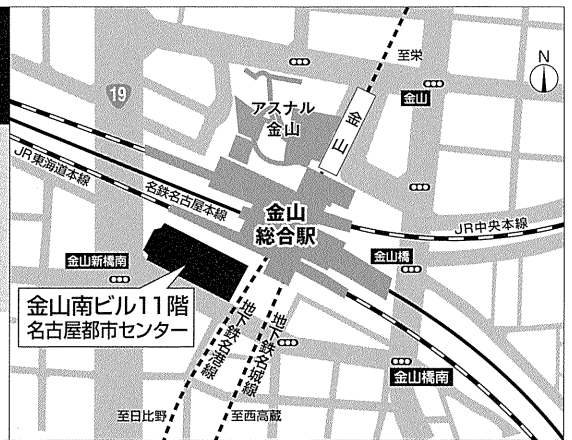 至栄
N
19
アスナル
金山
金山
金山
JR東海道本線
名鉄名古屋本線
金山
総合駅
JR中央本線
金山橋
金山新橋南
金山南ビル11階
名古屋都市センター
地下鉄名港線
地下鉄名城線
金山橋南
至日比野
至西高蔵